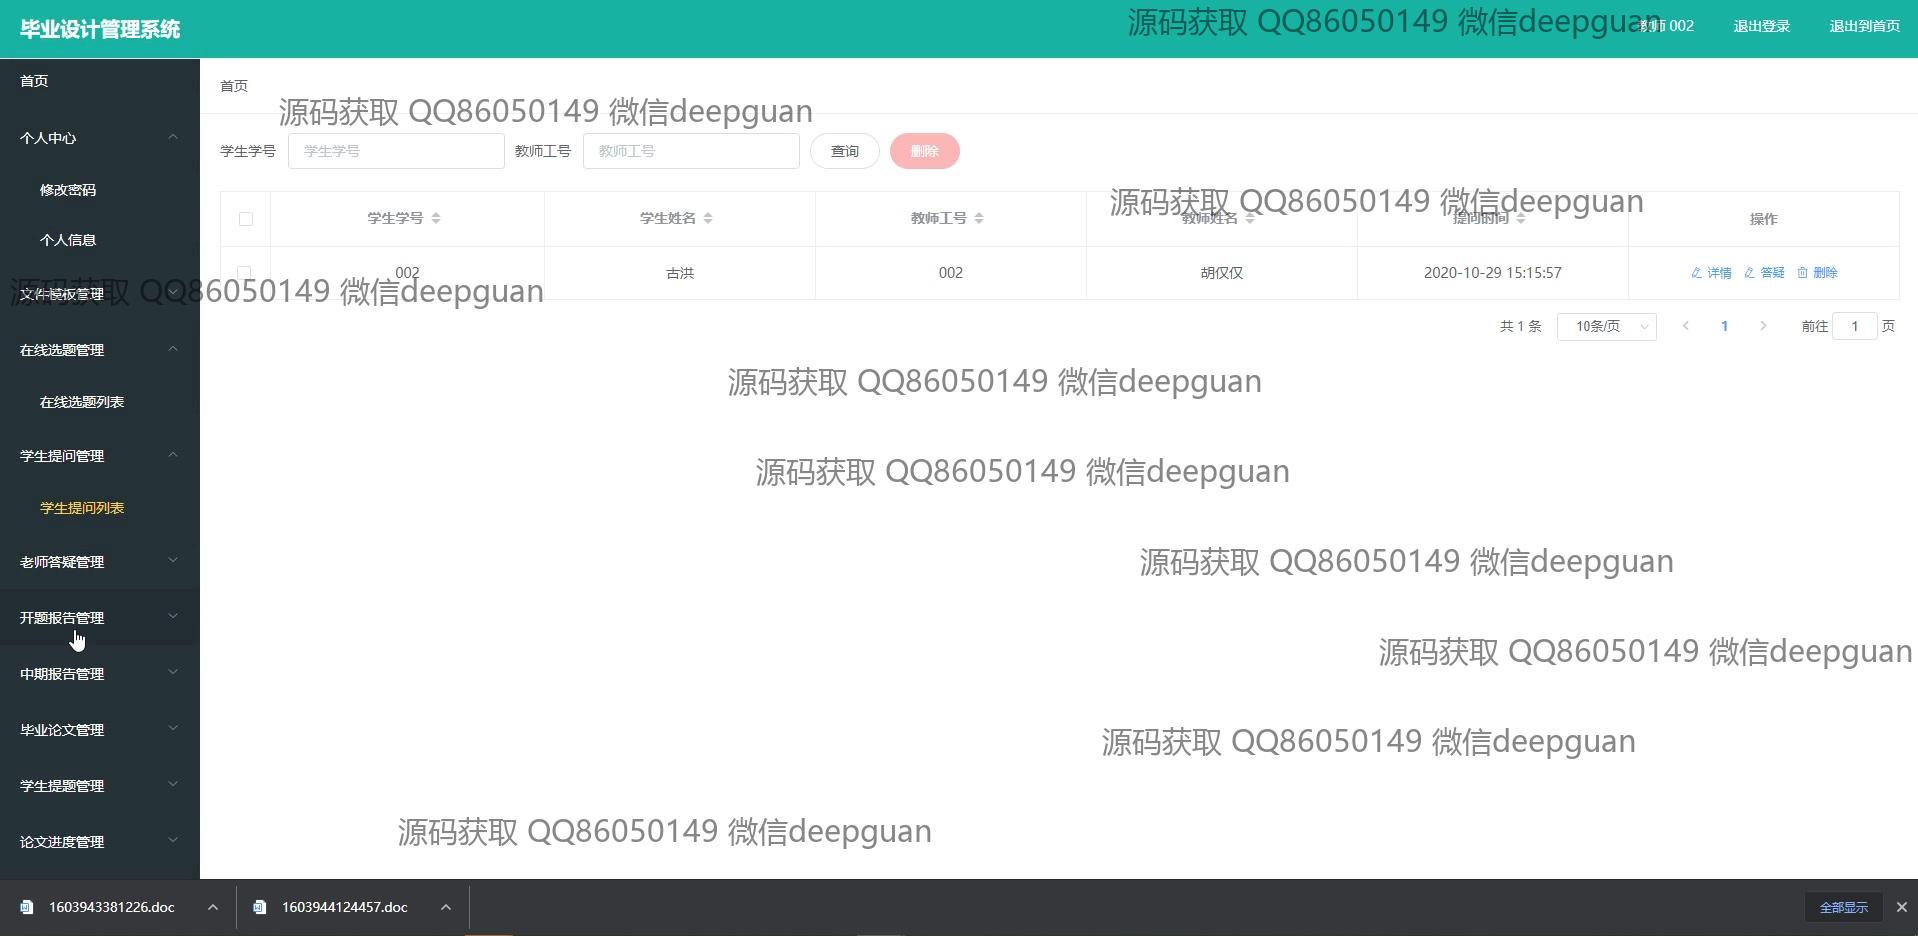 毕业设计管理系统
源码获取 QQ86050149 微信deepguan
教师 002
退出登录
退出到首页
首页
个人中心
修改密码
个人信息
文件模板管理
在线选题管理
在线选题列表
学生提问管理
学生提问列表
老师答疑管理
开题报告管理
中期报告管理
毕业论文管理
学生提题管理
论文进度管理
首页
源码获取 QQ86050149 微信deepguan
学生学号 学生学号 教师工号 教师工号 查询 删除
源码获取 QQ86050149 微信deepguan
学生学号 学生姓名 教师工号 教师姓名 提问时间 操作
002 古洪 002 胡仅仅 2020-10-29 15:15:57 详情 答疑 删除
源码获取 QQ86050149 微信deepguan
共 1 条 10条/页 1 前往 1 页
源码获取 QQ86050149 微信deepguan
源码获取 QQ86050149 微信deepguan
源码获取 QQ86050149 微信deepguan
源码获取 QQ86050149 微信deepguan
源码获取 QQ86050149 微信deepguan
源码获取 QQ86050149 微信deepguan
1603943381226.doc
1603944124457.doc
全部显示